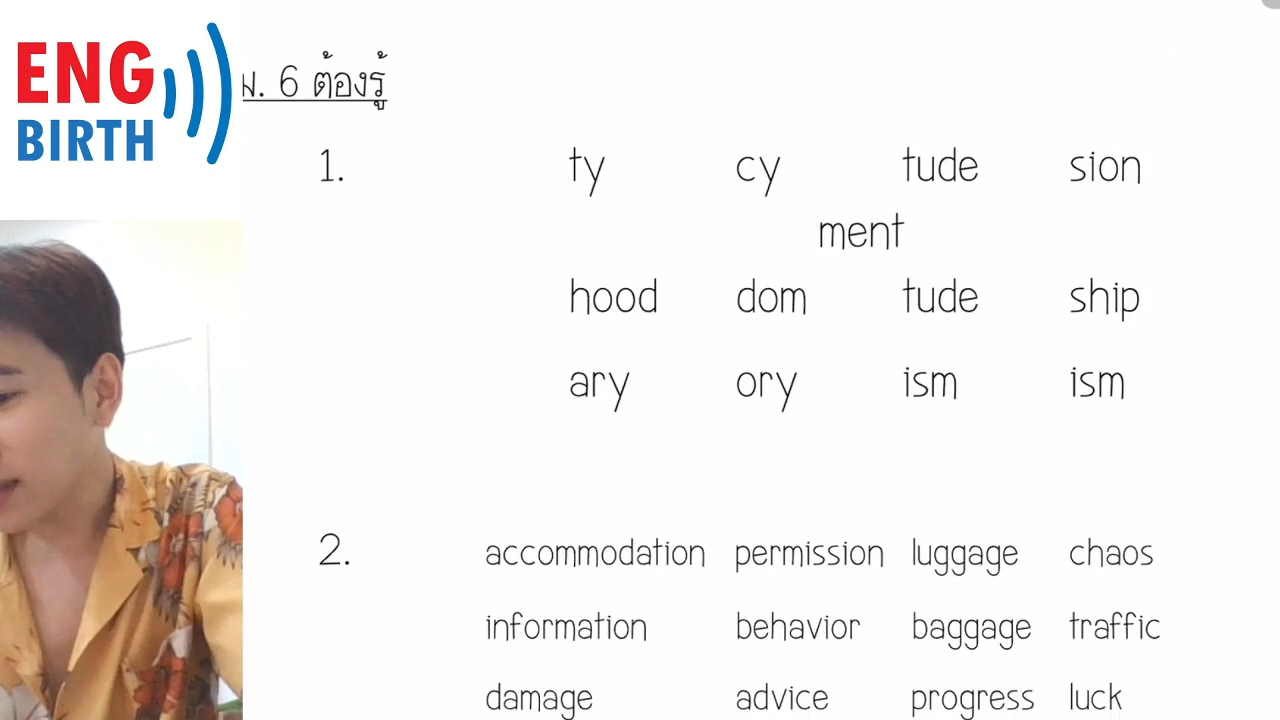 ENG
BIRTH
ม. 6 ต้องรู้
1. ty cy tude sion
ment
hood dom tude ship
ary ory ism ism
2. accommodation permission luggage chaos
information behavior baggage traffic
damage advice progress luck